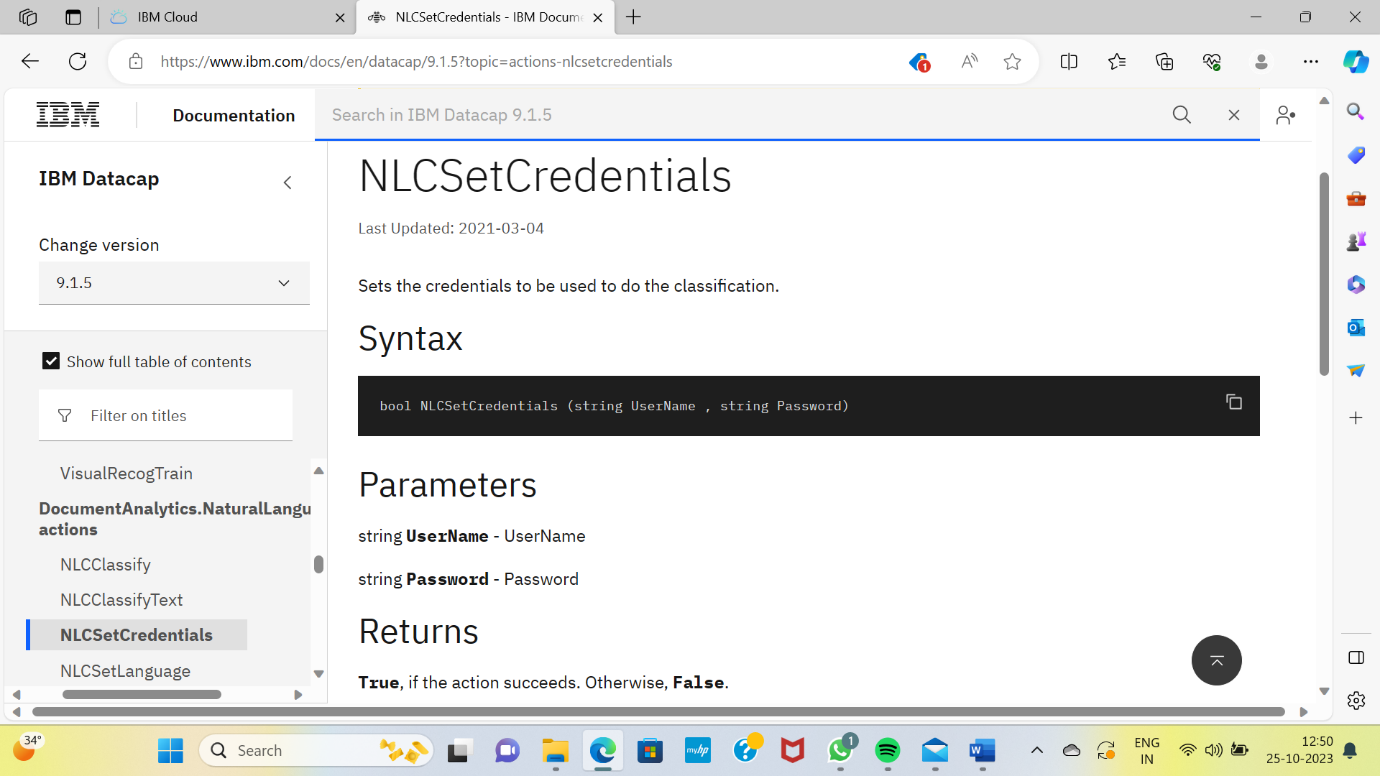 IBM Cloud
NLCSetCredentials - IBM Docume
https://www.ibm.com/docs/en/datacap/9.1.5?topic=actions-nlcsetcredentials
1
IBM
Documentation
Search in IBM Datacap 9.1.5
IBM Datacap
Change version
9.1.5
Show full table of contents
Filter on titles
VisualRecogTrain
DocumentAnalytics.NaturalLangu
actions
NLCClassify
NLCClassifyText
NLCSetCredentials
NLCSetLanguage
NLCSetCredentials
Last Updated: 2021-03-04
Sets the credentials to be used to do the classification.
Syntax
bool NLCSetCredentials (string UserName , string Password)
Parameters
string UserName - UserName
string Password - Password
Returns
True, if the action succeeds. Otherwise, False.
34°
Search
myhp
1
ENG
IN
12:50
25-10-2023